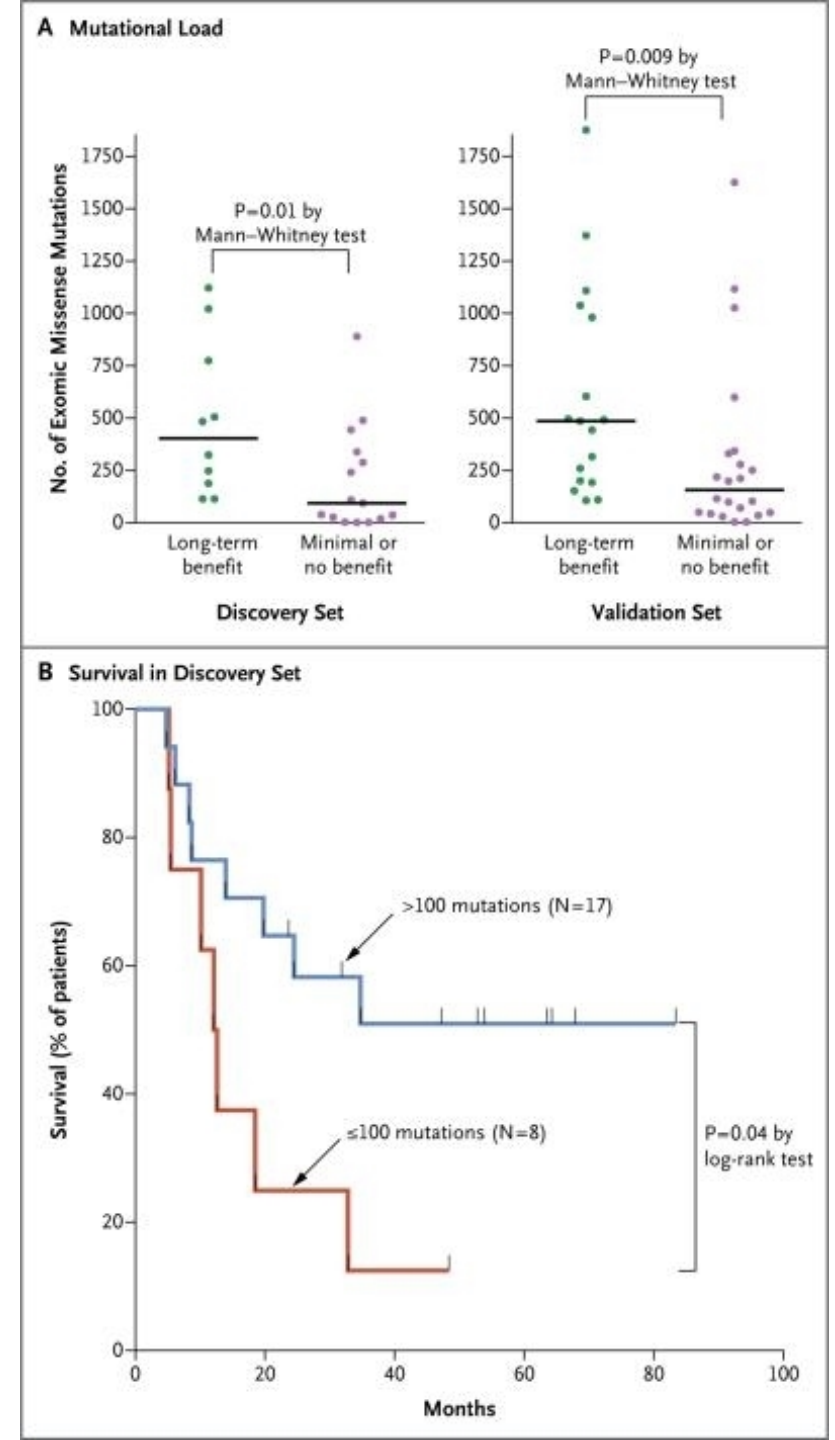 A Mutational Load
P=0.01 by
Mann–Whitney test
P=0.009 by
Mann–Whitney test
No. of Exomic Missense Mutations
1750
1500
1250
1000
750
500
250
0
Long-term
benefit
Minimal or
no benefit
Discovery Set
1750
1500
1250
1000
750
500
250
0
Long-term
benefit
Minimal or
no benefit
Validation Set
B Survival in Discovery Set
Survival (% of patients)
100
80
60
40
20
0
>100 mutations (N=17)
≤100 mutations (N=8)
P=0.04 by
log-rank test
0 20 40 60 80 100
Months